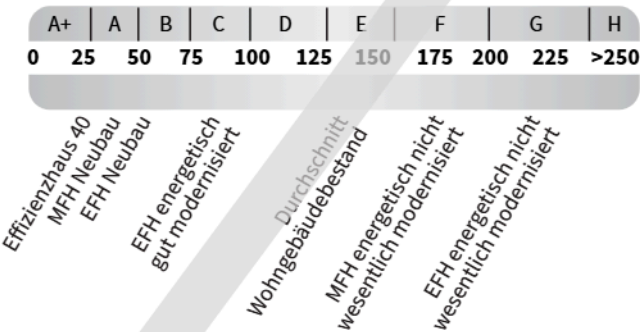 A+ A B C D E F G H
0 25 50 75 100 125 150 175 200 225 >250
Effizienzhaus 40
MFH Neubau
EFH Neubau
EFH energetisch
gut modernisiert
Durchschnitt
Wohngebäudebestand
MFH energetisch nicht
wesentlich modernisiert
EFH energetisch nicht
wesentlich modernisiert